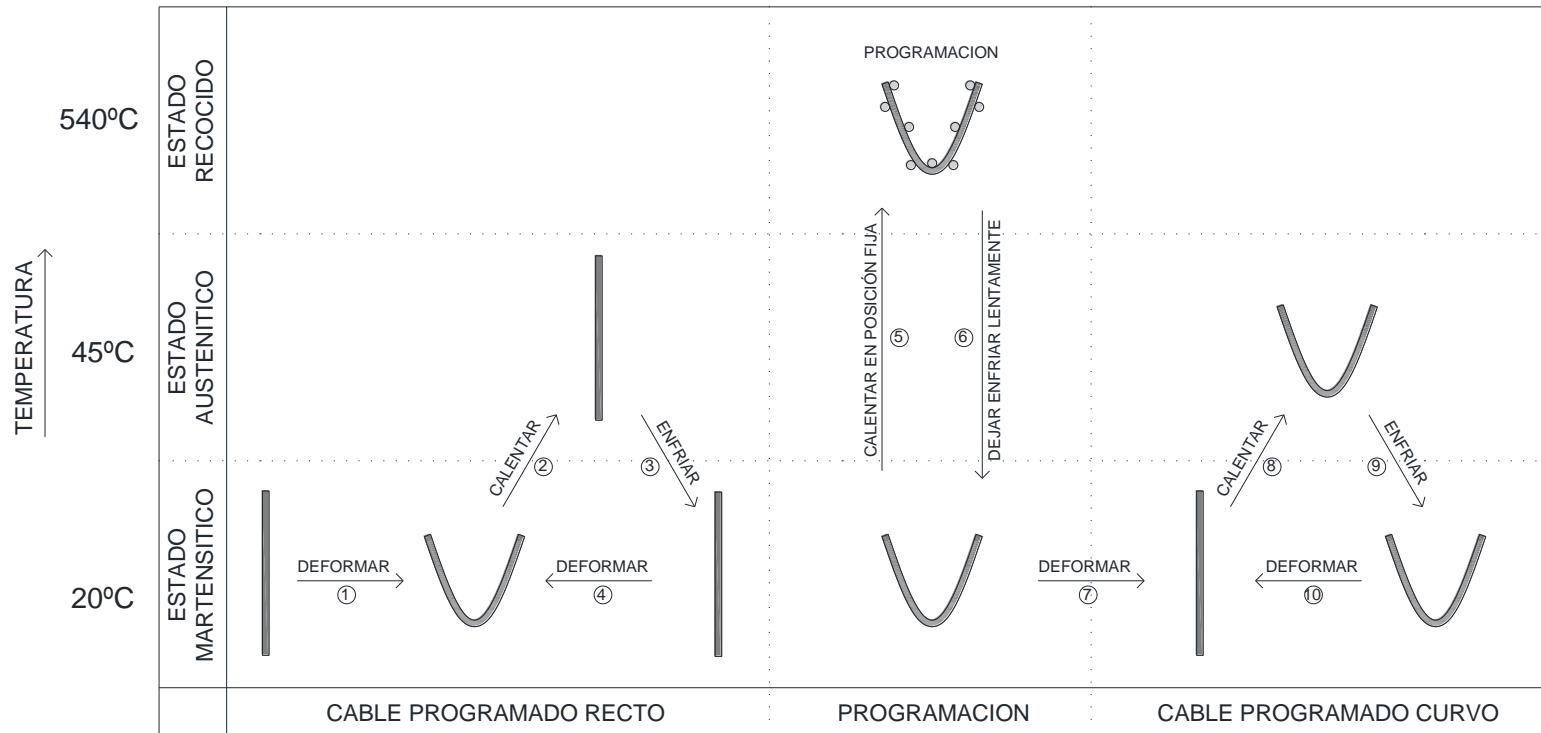 PROGRAMACION
540ºC
ESTADO
RECOCIDO
TEMPERATURA
45ºC
ESTADO
AUSTENITICO
CALENTAR
2
ENFRIAR
3
CALENTAR EN POSICIÓN FIJA
5
DEJAR ENFRIAR LENTAMENTE
6
CALENTAR
8
ENFRIAR
9
20ºC
ESTADO
MARTENSITICO
DEFORMAR
1
DEFORMAR
4
DEFORMAR
7
DEFORMAR
10
CABLE PROGRAMADO RECTO
PROGRAMACION
CABLE PROGRAMADO CURVO